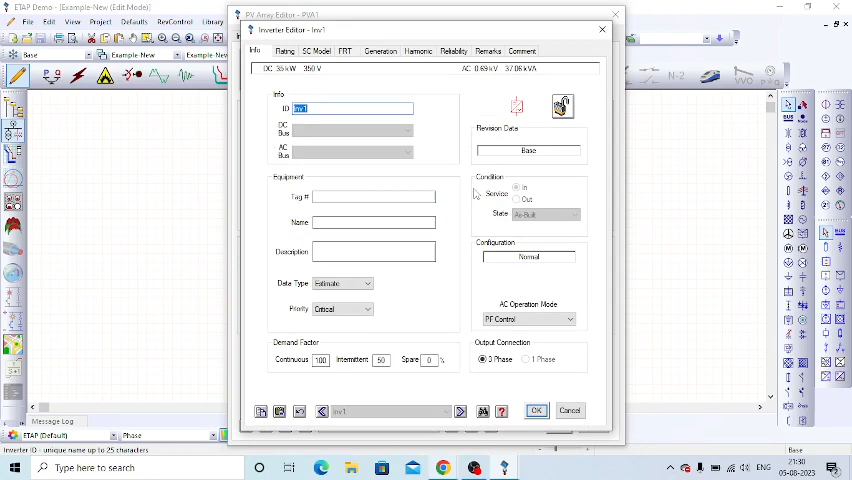 ETAP Demo - Example-New (Edit Mode)
PV Array Editor - PVA1
File Edit View Project RevControl Library
Inverter Editor - Inv1
Base
Example-New
Example-New
Info Rating SC Model FRT Generation Harmonic Reliability Remarks Comment
DC 35 kW 350 V AC 0.69 kV 37.06 kVA
Info
ID Inv1
DC Bus
AC Bus
Revision Data
Base
Equipment
Tag #
Name
Description
Data Type Estimate
Priority Critical
Condition
Service In
Out
State As-Built
Configuration
Normal
AC Operation Mode
PF Control
Demand Factor
Continuous 100 Intermittent 50 Spare 0 %
Output Connection
3 Phase 1 Phase
Inv1
OK Cancel
N-2
VVO
BUS
BUS
Message Log
ETAP (Default)
Phase
Inverter ID - unique name up to 25 characters
Base
Type here to search
ENG
21:30
05-08-2023